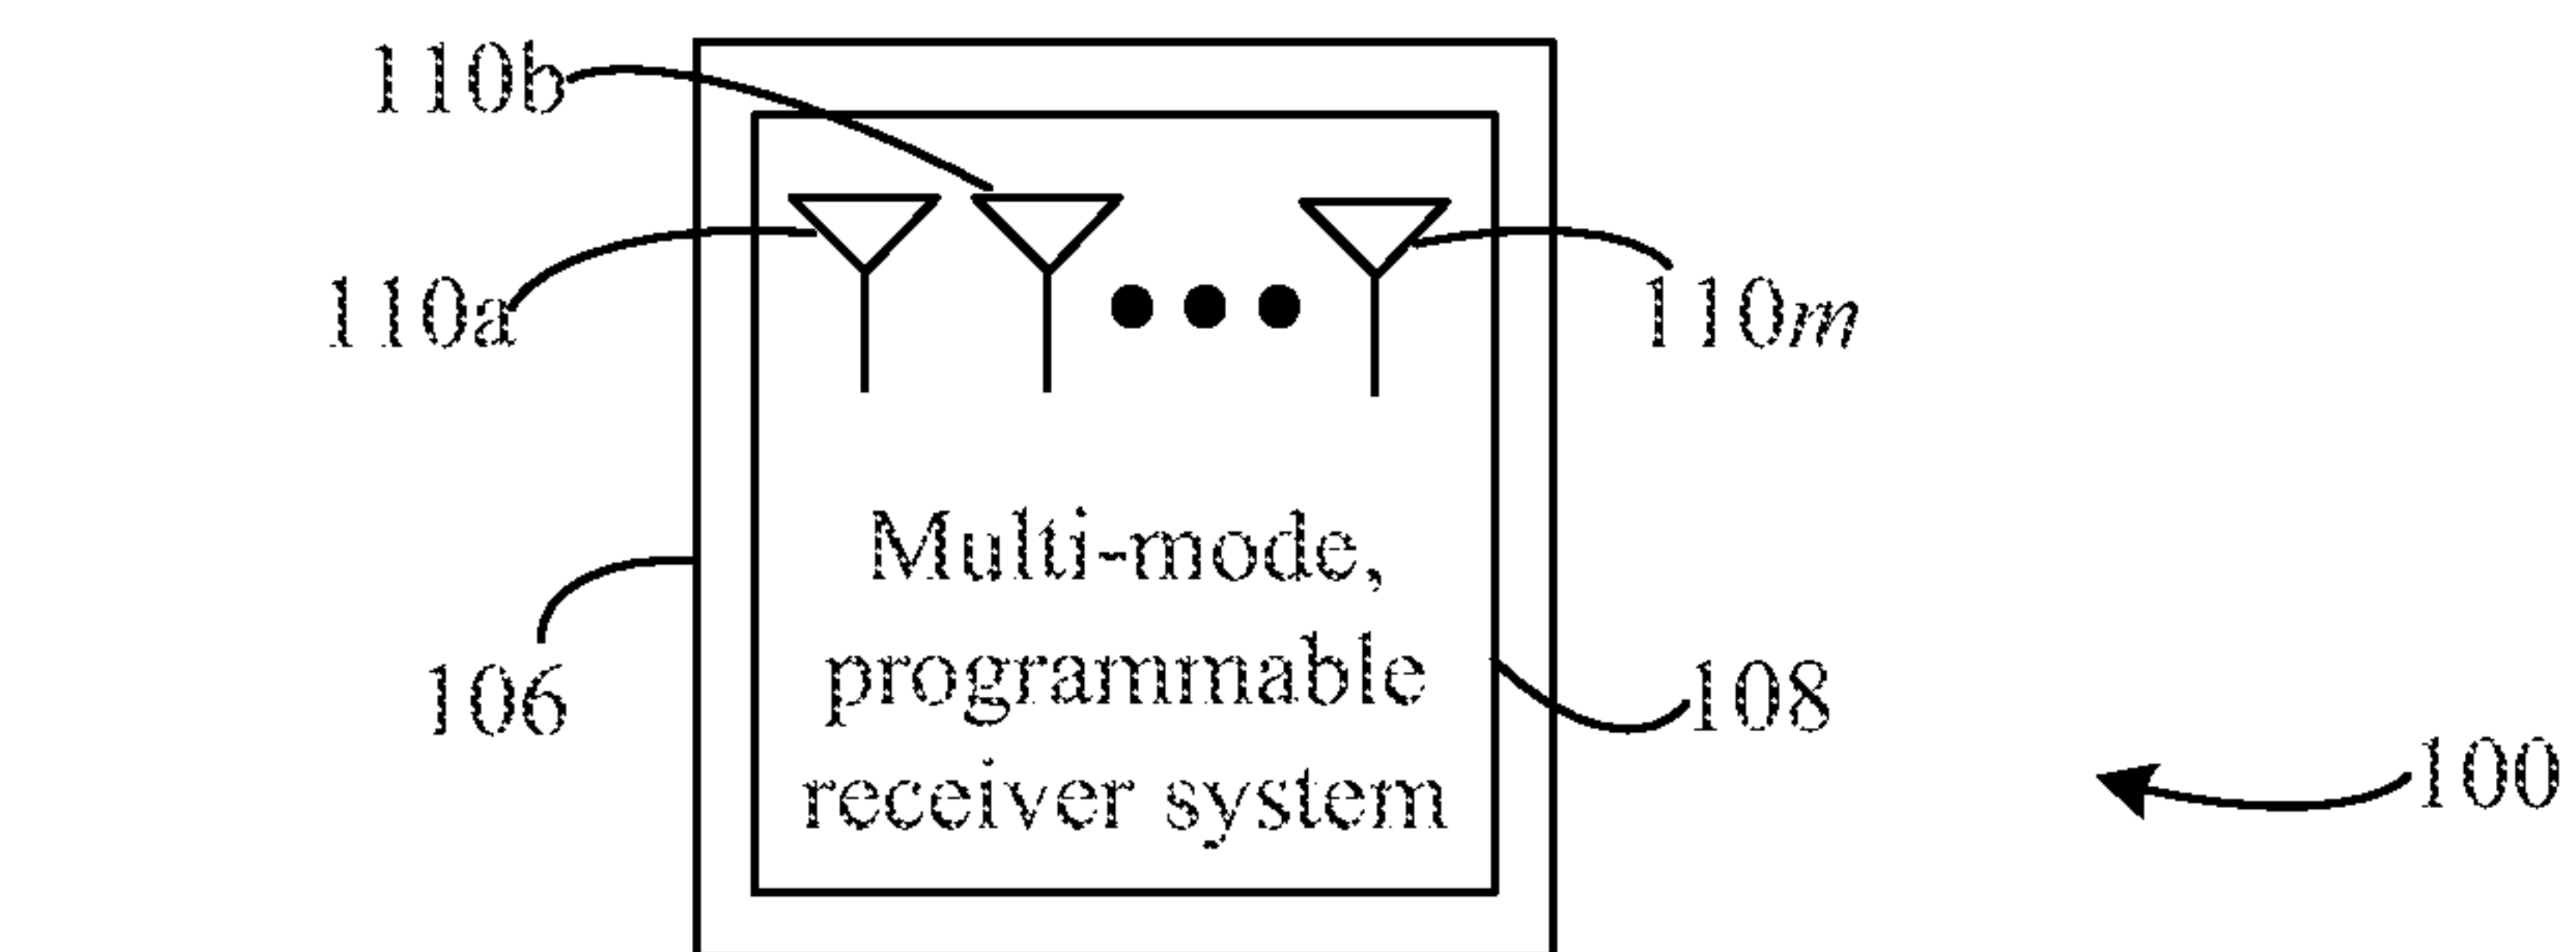 110b
110a
110m
Multi-mode,
programmable
receiver system
106
108
100